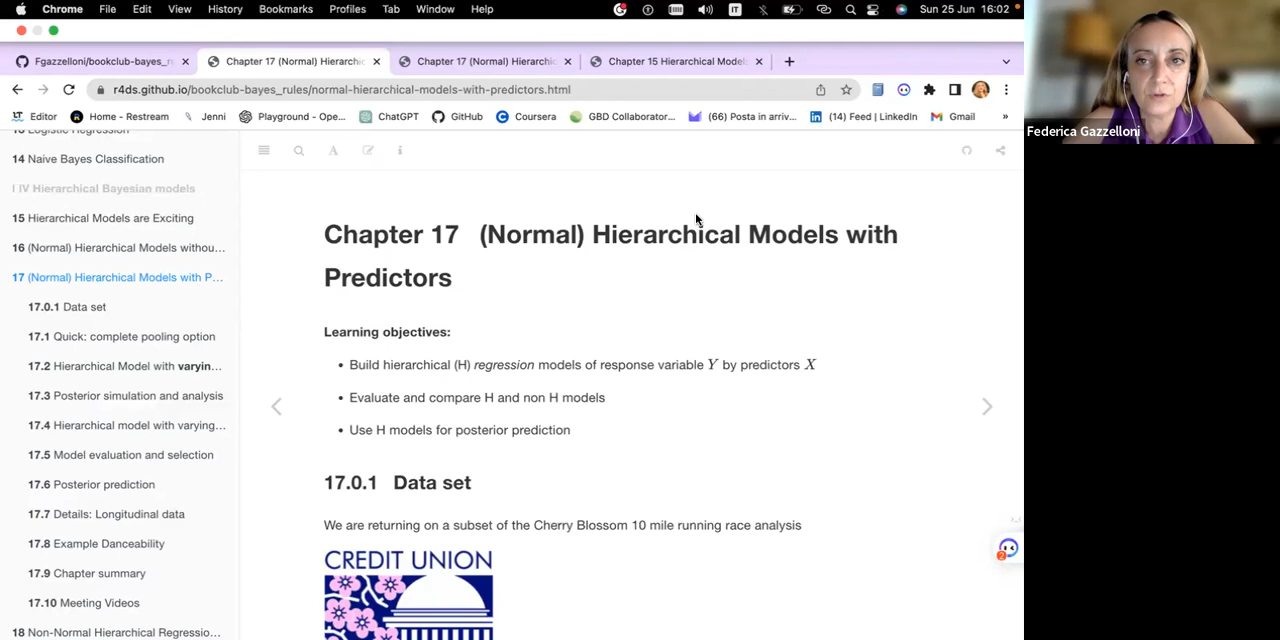 Chrome File Edit View History Bookmarks Profiles Tab Window Help IT Sun 25 Jun 16:02
Fgazzelloni/bookclub-bayes_r
Chapter 17 (Normal) Hierarchic
Chapter 17 (Normal) Hierarchic
Chapter 15 Hierarchical Model
r4ds.github.io/bookclub-bayes_rules/normal-hierarchical-models-with-predictors.html
Editor Home - Restream Jenni Playground - Ope... ChatGPT GitHub Coursera GBD Collaborator... (66) Posta in arriv... (14) Feed | LinkedIn Gmail »
Federica Gazzelloni
13 Logistic Regression
14 Naive Bayes Classification
I IV Hierarchical Bayesian models
15 Hierarchical Models are Exciting
16 (Normal) Hierarchical Models withou...
17 (Normal) Hierarchical Models with P...
17.0.1 Data set
17.1 Quick: complete pooling option
17.2 Hierarchical Model with varyin...
17.3 Posterior simulation and analysis
17.4 Hierarchical model with varying...
17.5 Model evaluation and selection
17.6 Posterior prediction
17.7 Details: Longitudinal data
17.8 Example Danceability
17.9 Chapter summary
17.10 Meeting Videos
18 Non-Normal Hierarchical Regressio...
Chapter 17 (Normal) Hierarchical Models with
Predictors
Learning objectives:
• Build hierarchical (H) regression models of response variable Y by predictors X
• Evaluate and compare H and non H models
• Use H models for posterior prediction
17.0.1 Data set
We are returning on a subset of the Cherry Blossom 10 mile running race analysis
CREDIT UNION
2